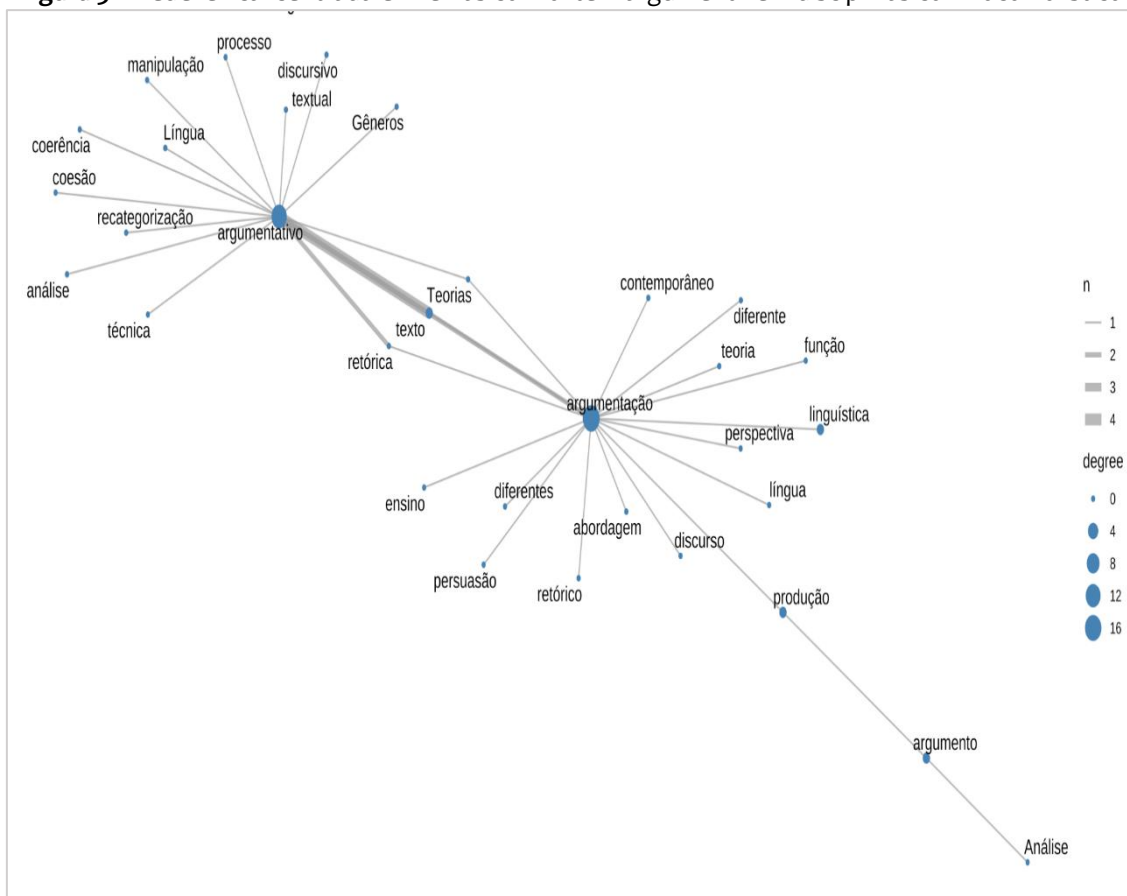 processo
manipulação
discursivo
textual
Gêneros
Língua
coerência
coesão
recategorização
argumentativo
análise
técnica
Teorias
texto
retórica
contemporâneo
diferente
teoria
função
argumentação
linguística
perspectiva
ensino
diferentes
língua
abordagem
discurso
persuasão
retórico
produção
argumento
Análise
n
1
2
3
4
degree
0
4
8
12
16